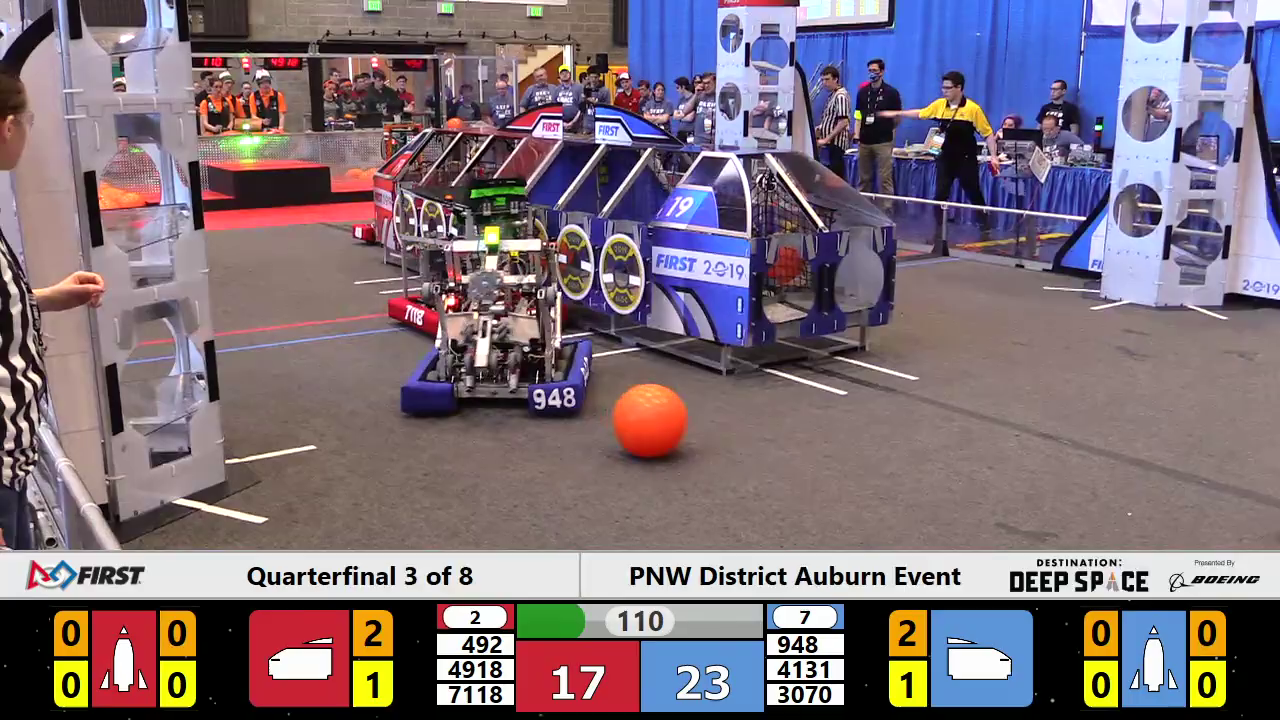 110
4918
FIRST
FIRST
19
FIRST 2019
7118
948
2019
FIRST
Quarterfinal 3 of 8
PNW District Auburn Event
DESTINATION:
DEEP SPACE
Presented By
BOEING
0 0
0 0
2
1
2
492
4918
7118
110
17 23
7
948
4131
3070
2
1
0 0
0 0